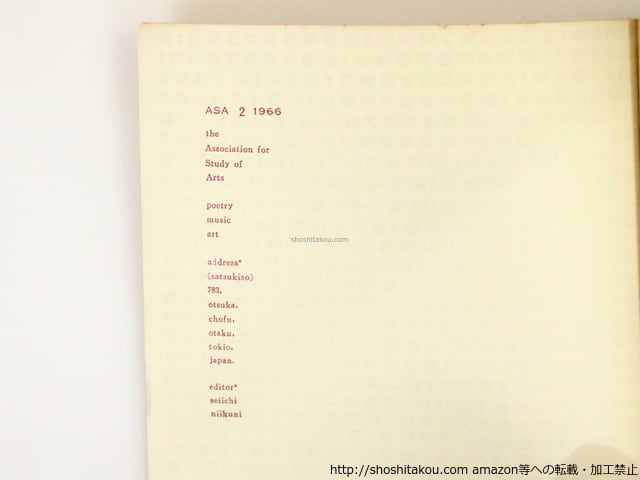 ASA 2 1966
the
Association for
Study of
Arts
poetry
music
art
shoshitakou.com
address*
(satsukiso)
783.
otsuka.
chofu.
otaku.
tokio.
japan.
editor*
seiichi
niikuni
http://shoshitakou.com amazon等への転載・加工禁止